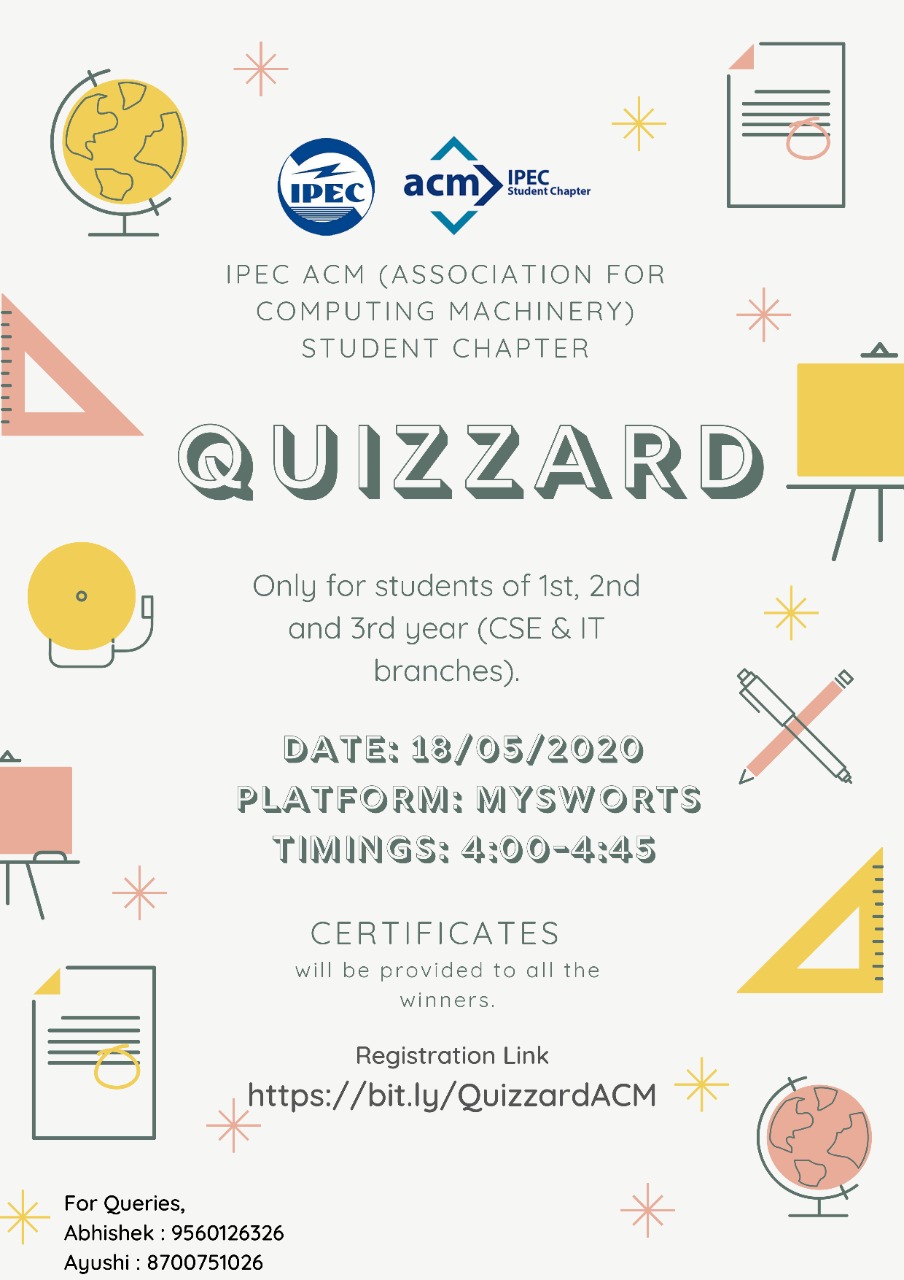 IPEC
acm IPEC
Student Chapter
IPEC ACM (ASSOCIATION FOR
COMPUTING MACHINERY)
STUDENT CHAPTER
QUIZZARD
Only for students of 1st, 2nd
and 3rd year (CSE & IT
branches).
DATE: 18/05/2020
PLATFORM: MYSWORTS
TIMINGS: 4:00-4:45
CERTIFICATES
will be provided to all the
winners.
Registration Link
https://bit.ly/QuizzardACM
For Queries,
Abhishek : 9560126326
Ayushi : 8700751026